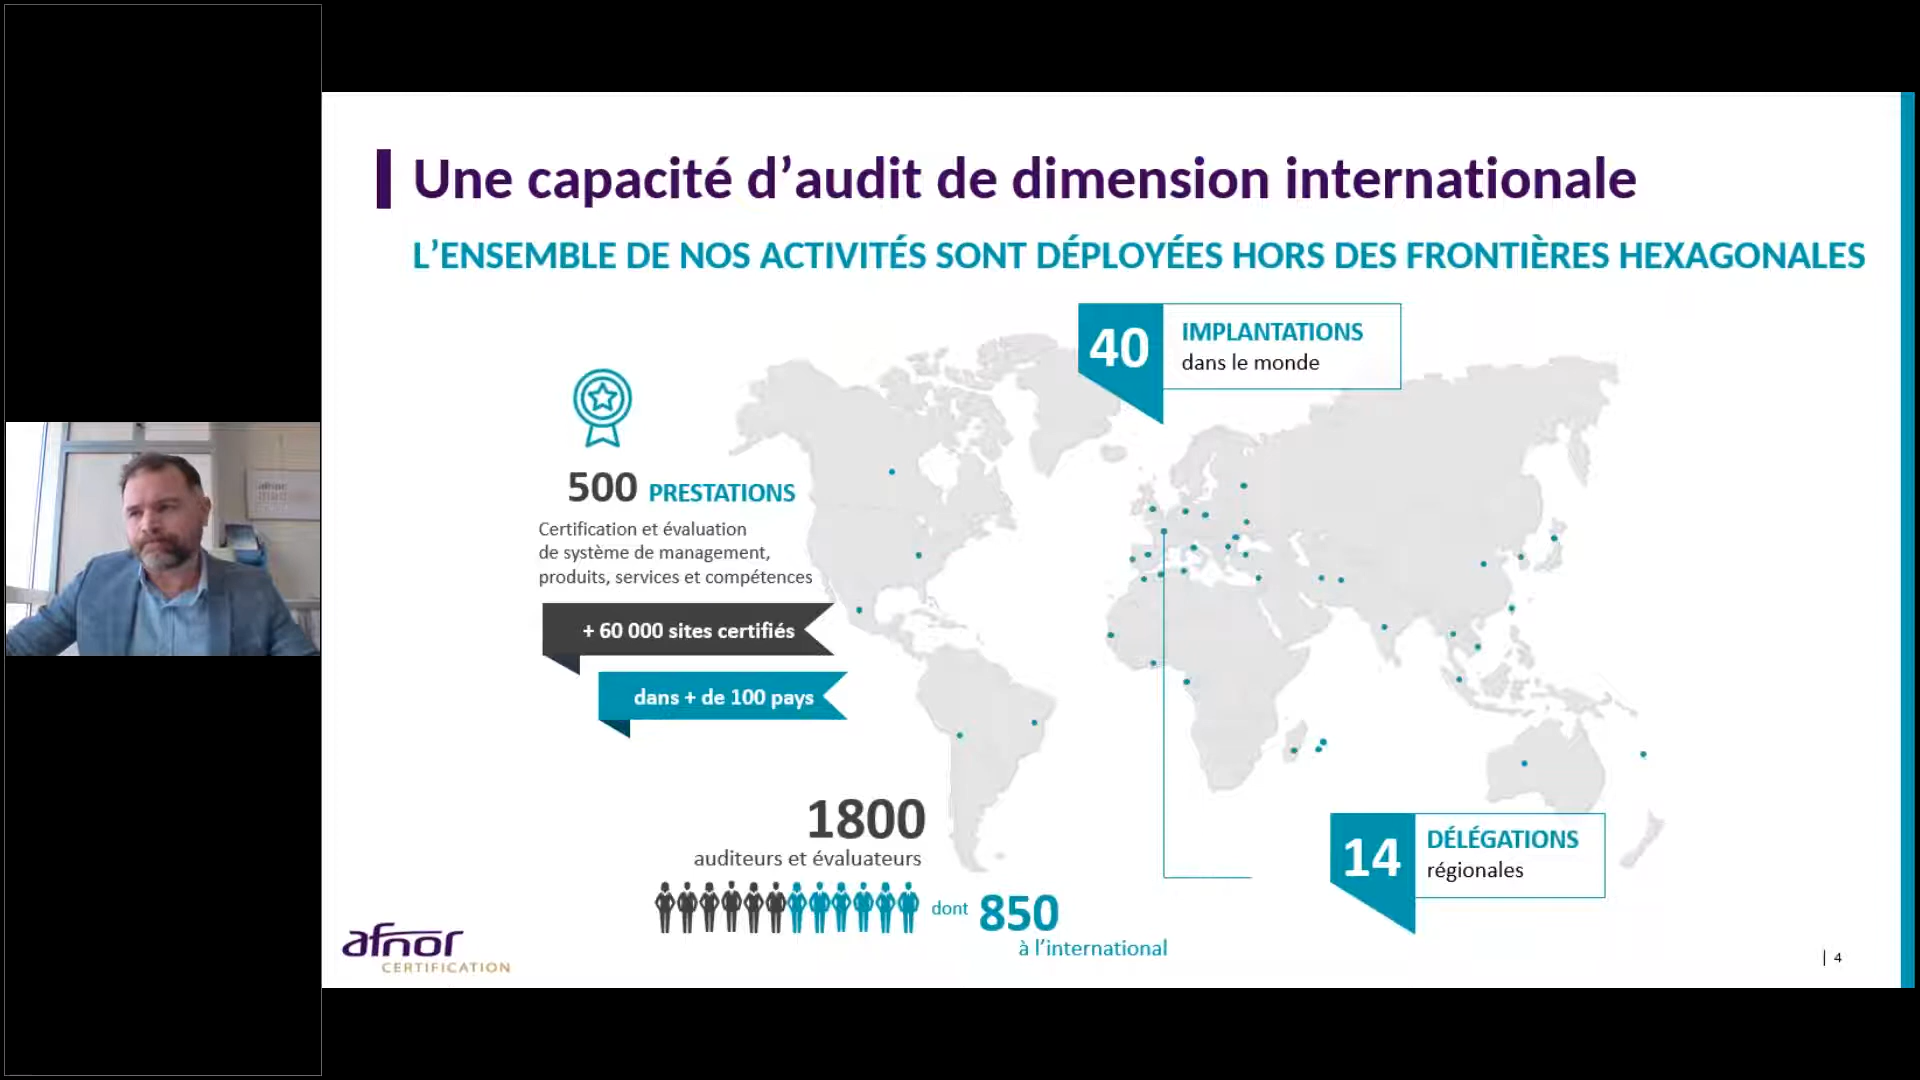 Une capacité d’audit de dimension internationale
L’ENSEMBLE DE NOS ACTIVITÉS SONT DÉPLOYÉES HORS DES FRONTIÈRES HEXAGONALES
40 IMPLANTATIONS
dans le monde
500 PRESTATIONS
Certification et évaluation
de système de management,
produits, services et compétences
+ 60 000 sites certifiés
dans + de 100 pays
1800
auditeurs et évaluateurs
dont 850
à l’international
14 DÉLÉGATIONS
régionales
afnor
CERTIFICATION
| 4
afnor